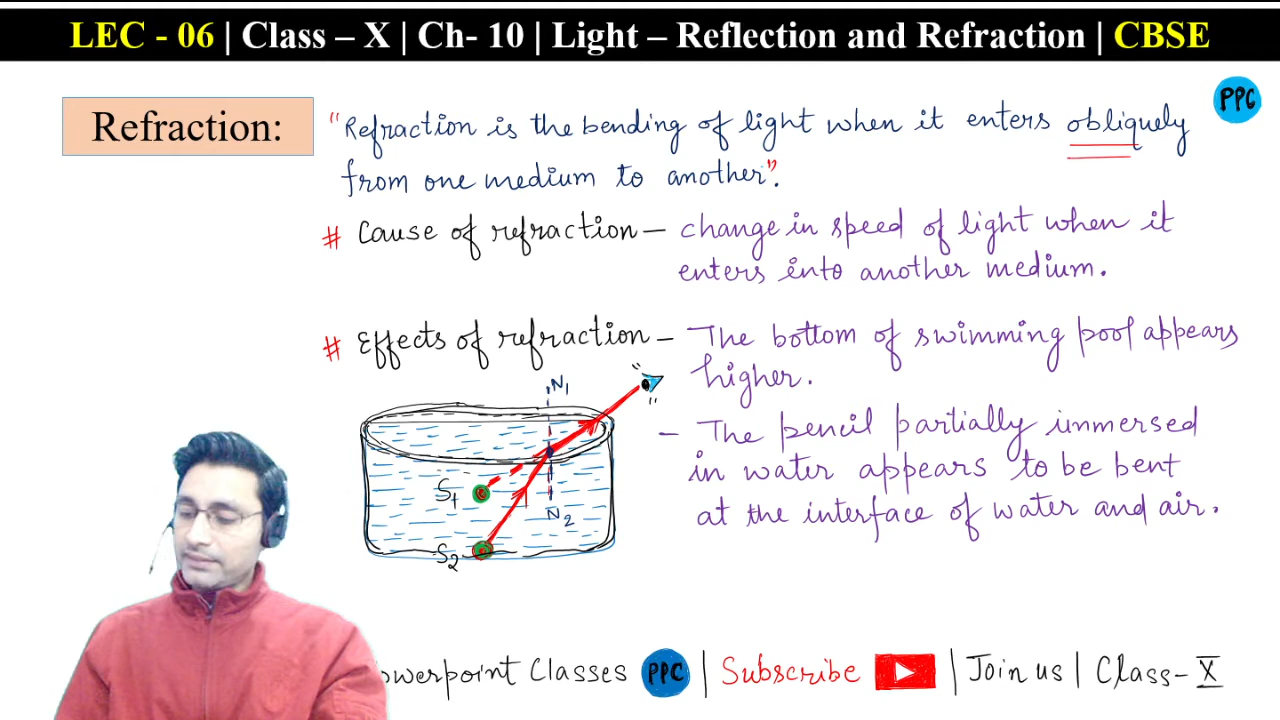 LEC - 06 | Class – X | Ch- 10 | Light – Reflection and Refraction | CBSE
PPC
Refraction:
"Refraction is the bending of light when it enters obliquely
from one medium to another".
# Cause of refraction – change in speed of light when it
enters into another medium.
# Effects of refraction – The bottom of swimming pool appears
higher.
– The pencil partially immersed
in water appears to be bent
at the interface of water and air.
N1
S1
N2
S2
owerpoint Classes PPC | Subscribe | Join us | Class-X